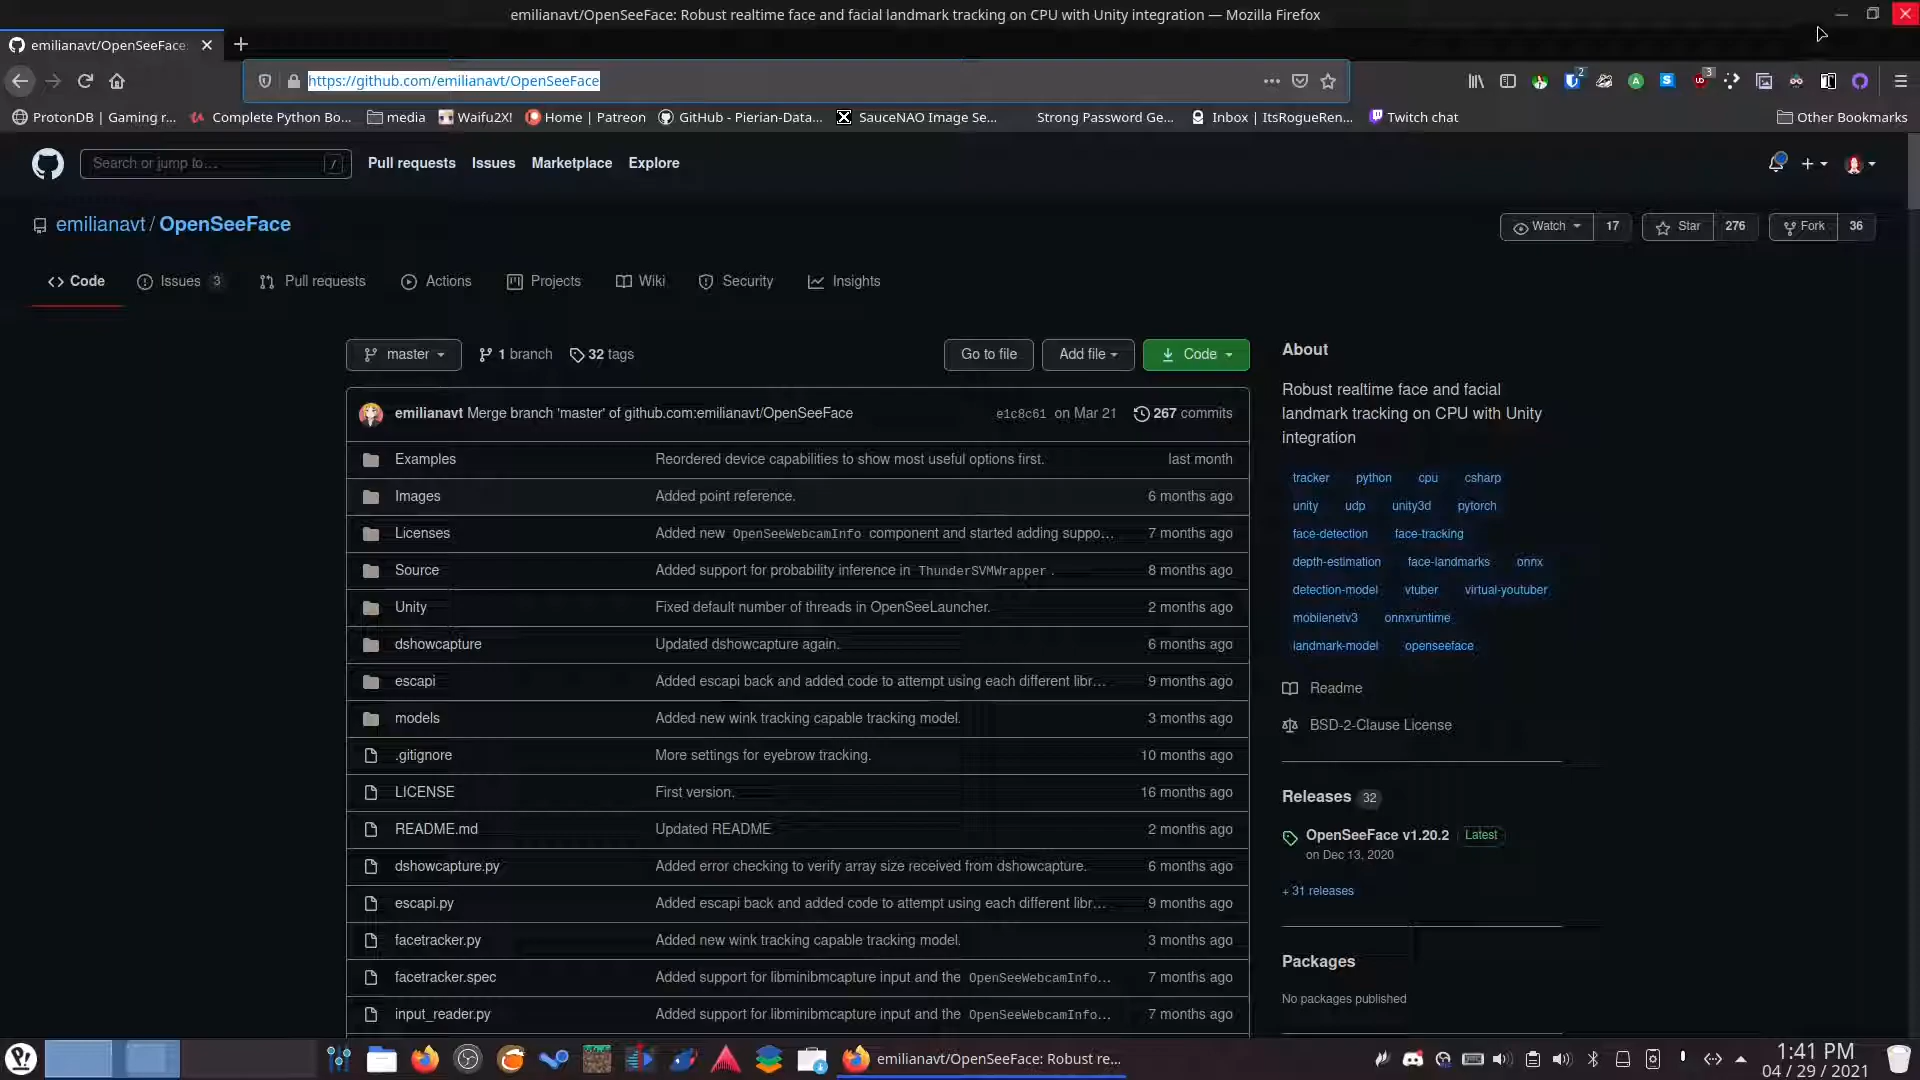 emilianavt/OpenSeeFace: Robust realtime face and facial landmark tracking on CPU with Unity integration — Mozilla Firefox
emilianavt/OpenSeeFace:
https://github.com/emilianavt/OpenSeeFace
2
3
ProtonDB | Gaming r...
Complete Python Bo...
media
Waifu2X!
Home | Patreon
GitHub - Pierian-Data...
SauceNAO Image Se...
Strong Password Ge...
Inbox | ItsRogueRen...
Twitch chat
Other Bookmarks
Search or jump to...
/
Pull requests
Issues
Marketplace
Explore
emilianavt / OpenSeeFace
Watch 17
Star 276
Fork 36
Code
Issues 3
Pull requests
Actions
Projects
Wiki
Security
Insights
master
1 branch
32 tags
Go to file
Add file
Code
emilianavt Merge branch 'master' of github.com:emilianavt/OpenSeeFace e1c8c61 on Mar 21 267 commits
Examples Reordered device capabilities to show most useful options first. last month
Images Added point reference. 6 months ago
Licenses Added new OpenSeeWebcamInfo component and started adding suppo... 7 months ago
Source Added support for probability inference in ThunderSVMWrapper. 8 months ago
Unity Fixed default number of threads in OpenSeeLauncher. 2 months ago
dshowcapture Updated dshowcapture again. 6 months ago
escapi Added escapi back and added code to attempt using each different libr... 9 months ago
models Added new wink tracking capable tracking model. 3 months ago
.gitignore More settings for eyebrow tracking. 10 months ago
LICENSE First version. 16 months ago
README.md Updated README 2 months ago
dshowcapture.py Added error checking to verify array size received from dshowcapture. 6 months ago
escapi.py Added escapi back and added code to attempt using each different libr... 9 months ago
facetracker.py Added new wink tracking capable tracking model. 3 months ago
facetracker.spec Added support for libminibmcapture input and the OpenSeeWebcamInfo... 7 months ago
input_reader.py Added support for libminibmcapture input and the OpenSeeWebcamInfo... 7 months ago
About
Robust realtime face and facial
landmark tracking on CPU with Unity
integration
tracker python cpu csharp
unity udp unity3d pytorch
face-detection face-tracking
depth-estimation face-landmarks onnx
detection-model vtuber virtual-youtuber
mobilenetv3 onnxruntime
landmark-model openseeface
Readme
BSD-2-Clause License
Releases 32
OpenSeeFace v1.20.2 Latest
on Dec 13, 2020
+ 31 releases
Packages
No packages published
emilianavt/OpenSeeFace: Robust re...
1:41 PM
04 / 29 / 2021